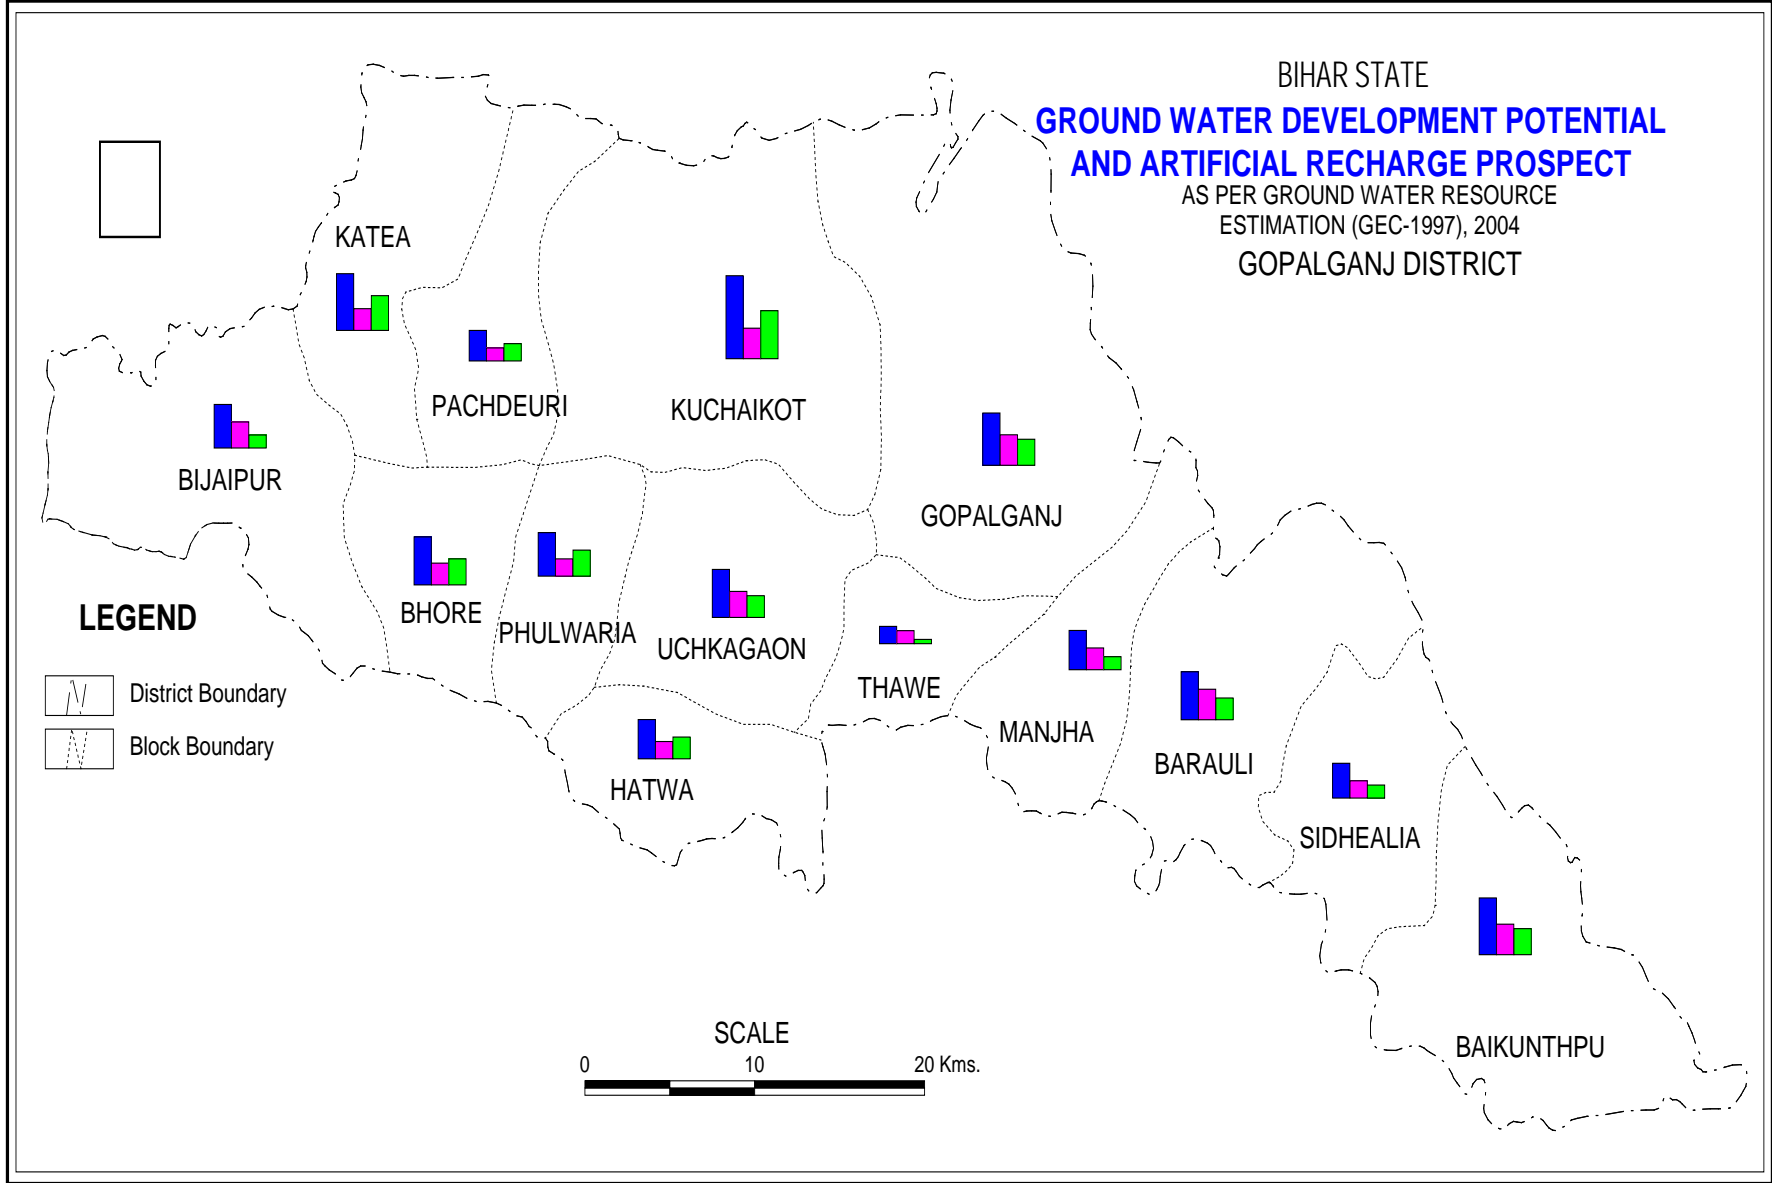 BIHAR STATE
GROUND WATER DEVELOPMENT POTENTIAL
AND ARTIFICIAL RECHARGE PROSPECT
AS PER GROUND WATER RESOURCE
ESTIMATION (GEC-1997), 2004
GOPALGANJ DISTRICT
KATEA
PACHDEURI
KUCHAIKOT
BIJAIPUR
GOPALGANJ
BHORE
PHULWARIA
UCHKAGAON
THAWE
MANJHA
BARAULI
HATWA
SIDHEALIA
BAIKUNTHPU
LEGEND
District Boundary
Block Boundary
SCALE
0 10 20 Kms.